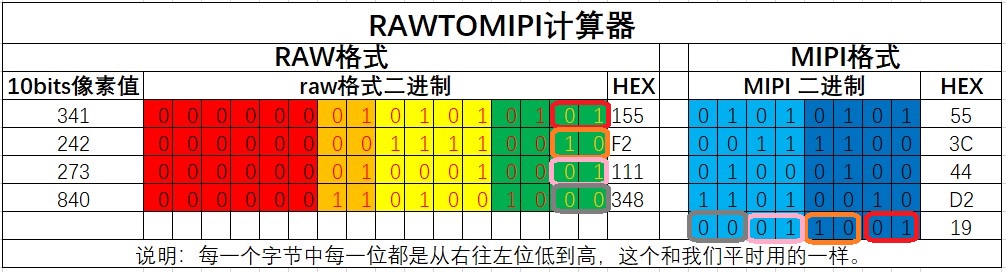 RAWTOMIPI计算器
RAW格式 MIPI格式
10bits像素值 raw格式二进制 HEX MIPI 二进制 HEX
341 0 0 0 0 0 0 0 1 0 1 0 1 0 1 0 1 155 0 1 0 1 0 1 0 1 55
242 0 0 0 0 0 0 0 0 1 1 1 1 0 0 1 0 F2 0 0 1 1 1 1 0 0 3C
273 0 0 0 0 0 0 0 1 0 0 0 1 0 0 0 1 111 0 1 0 0 0 1 0 0 44
840 0 0 0 0 0 0 1 1 0 1 0 0 1 0 0 0 348 1 1 0 1 0 0 1 0 D2
0 0 0 1 1 0 0 1 19
说明：每一个字节中每一位都是从右往左位低到高，这个和我们平时用的一样。